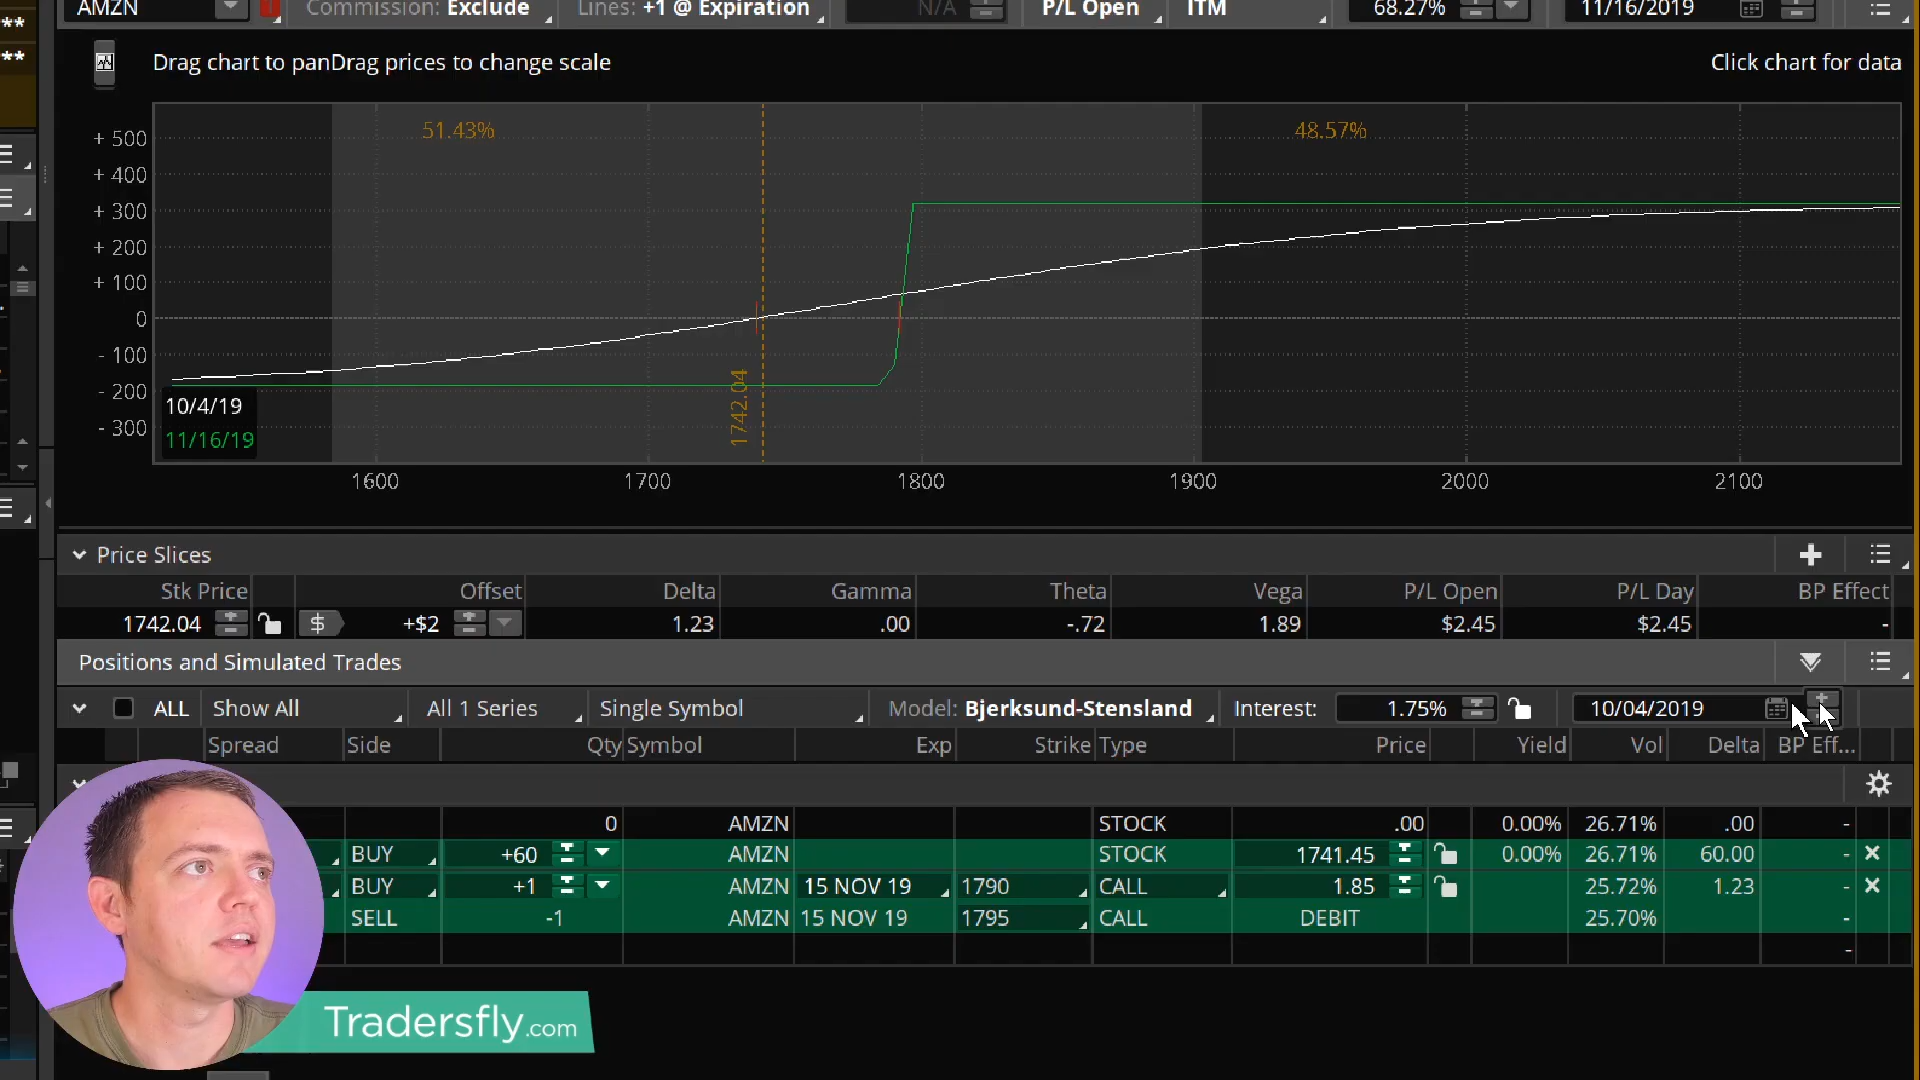 AMZN Commission: Exclude Lines: +1 @ Expiration N/A P/L Open ITM 68.27% 11/16/2019
**
**
Drag chart to panDrag prices to change scale Click chart for data
51.43% 48.57%
+ 500
+ 400
+ 300
+ 200
+ 100
0
- 100
- 200
- 300
1742.04
10/4/19
11/16/19
1600 1700 1800 1900 2000 2100
Price Slices
Stk Price Offset Delta Gamma Theta Vega P/L Open P/L Day BP Effect
1742.04 $ +$2 1.23 .00 -.72 1.89 $2.45 $2.45 -
Positions and Simulated Trades
ALL Show All All 1 Series Single Symbol Model: Bjerksund-Stensland Interest: 1.75% 10/04/2019
Spread Side Qty Symbol Exp Strike Type Price Yield Vol Delta BP Eff...
0 AMZN STOCK .00 0.00% 26.71% .00 -
BUY +60 AMZN STOCK 1741.45 0.00% 26.71% 60.00 -
BUY +1 AMZN 15 NOV 19 1790 CALL 1.85 25.72% 1.23 -
SELL -1 AMZN 15 NOV 19 1795 CALL DEBIT 25.70% -
-
Tradersfly.com